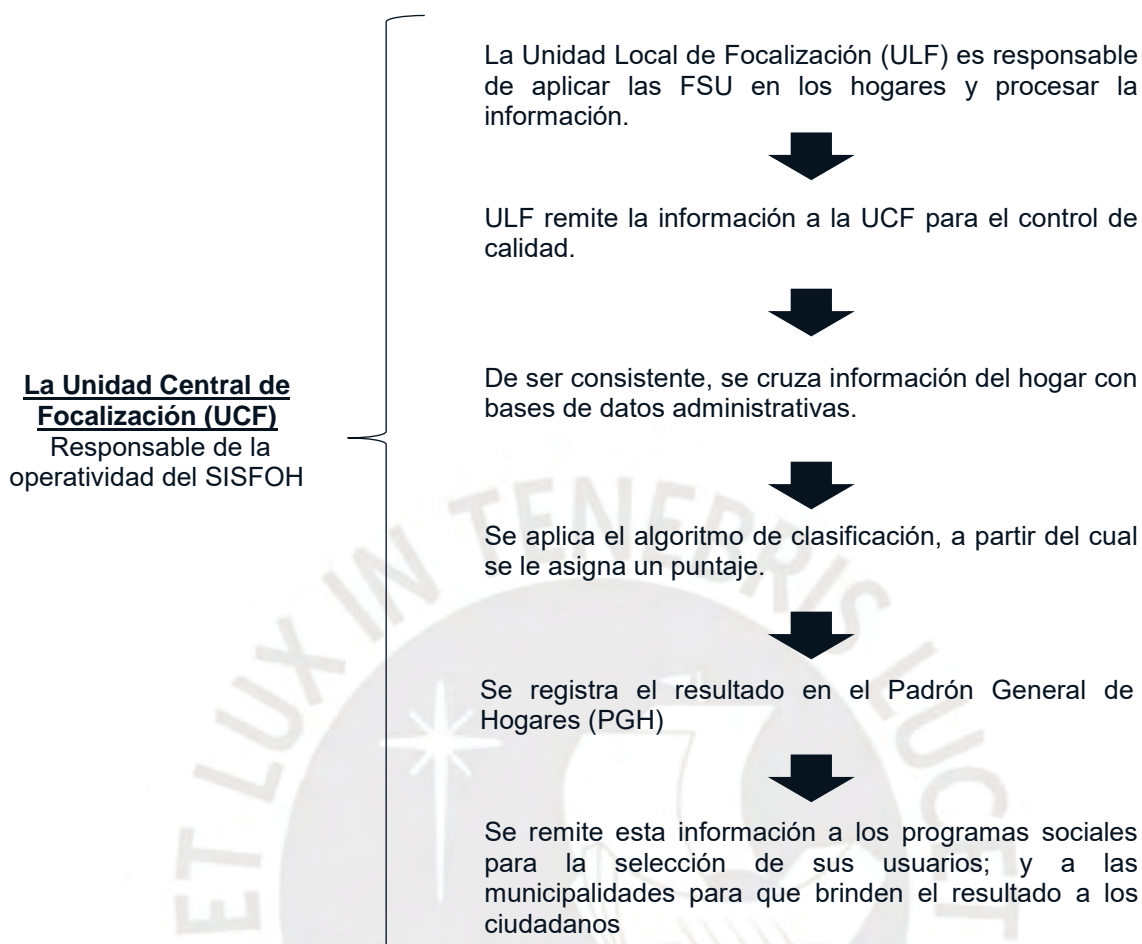 La Unidad Local de Focalización (ULF) es responsable
de aplicar las FSU en los hogares y procesar la
información.
ULF remite la información a la UCF para el control de
calidad.
La Unidad Central de
Focalización (UCF)
Responsable de la
operatividad del SISFOH
De ser consistente, se cruza información del hogar con
bases de datos administrativas.
Se aplica el algoritmo de clasificación, a partir del cual
se le asigna un puntaje.
Se registra el resultado en el Padrón General de
Hogares (PGH)
Se remite esta información a los programas sociales
para la selección de sus usuarios; y a las
municipalidades para que brinden el resultado a los
ciudadanos
ET LUX IN TENEBRIS LUCET